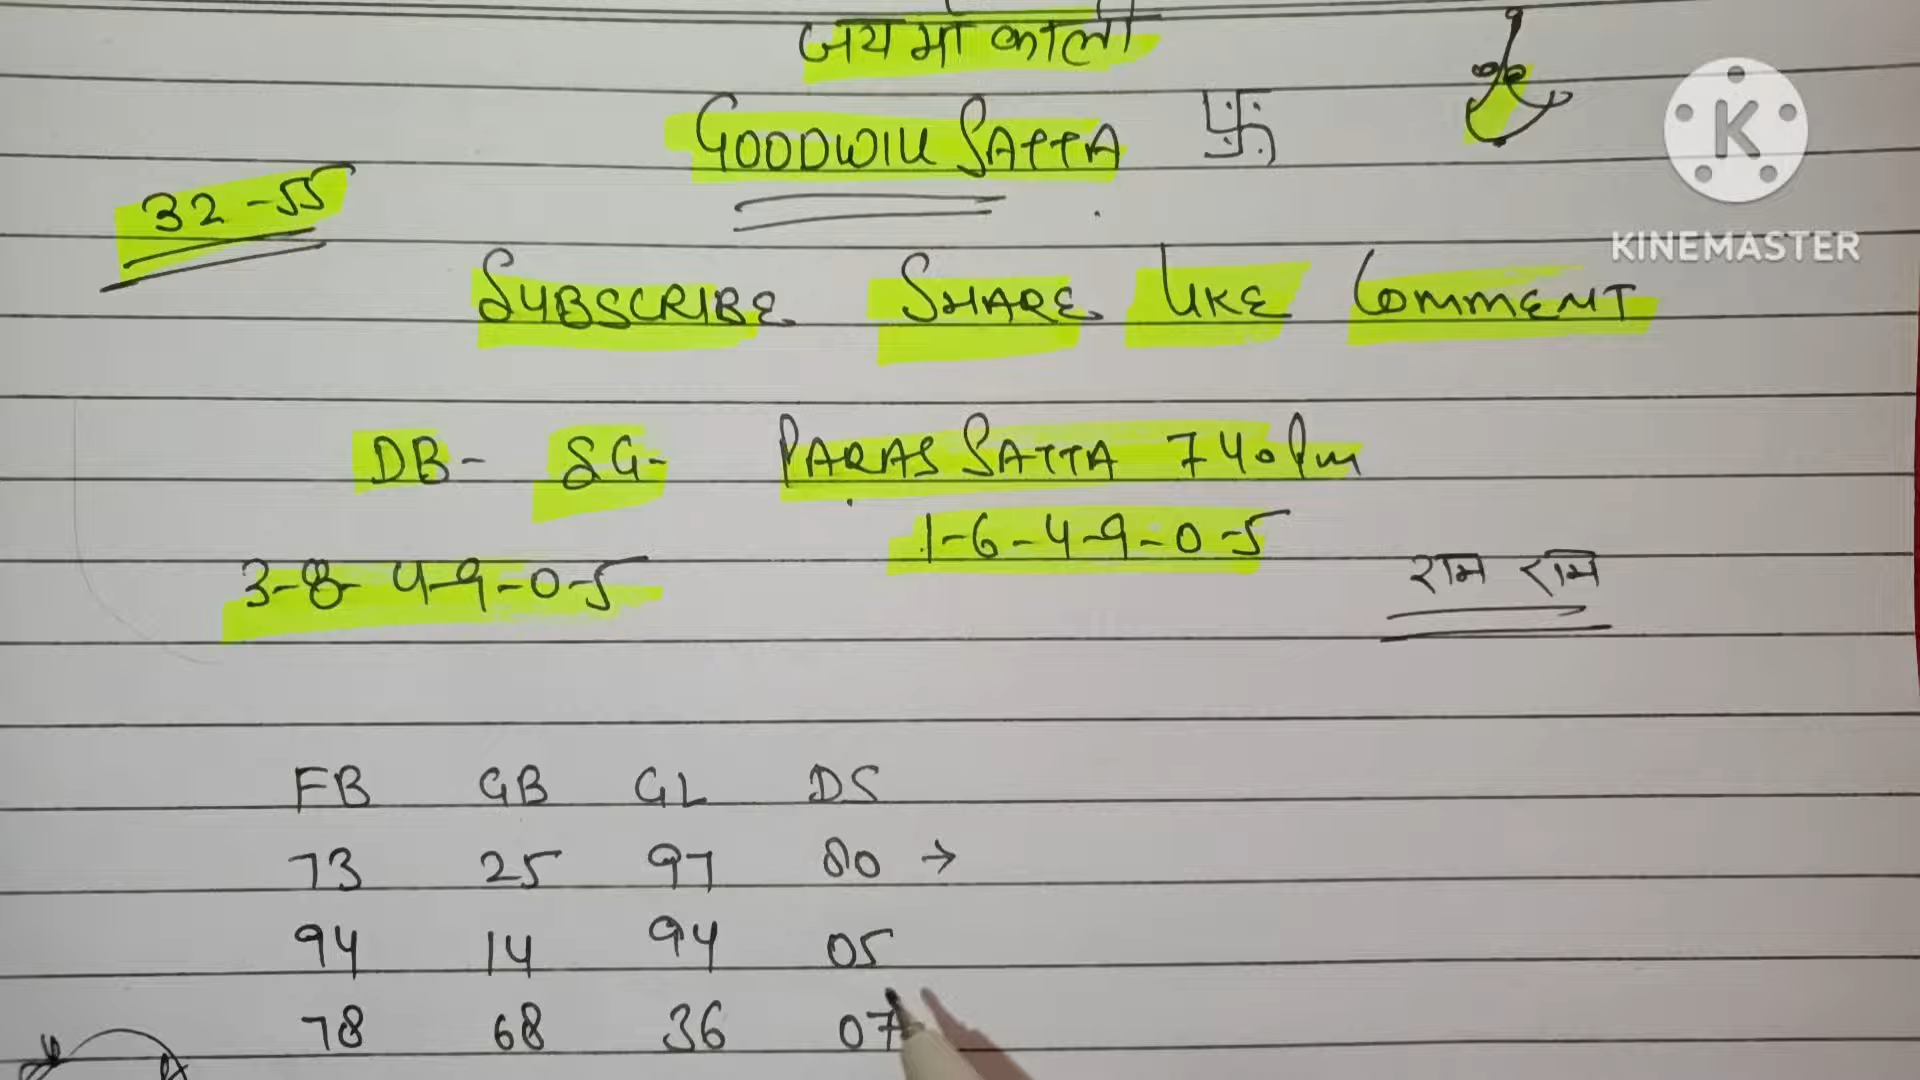 जय माँ काली
GOODWILL SATTA 卐
32-55
SUBSCRIBE SHARE LIKE COMMENT
DB- SG- PARAS SATTA 740 Pm
1-6-4-9-0-5
3-8-4-9-0-5
राम राम
FB GB GL DS
73 25 97 80 →
94 14 94 05
78 68 36 07
K
KINEMASTER